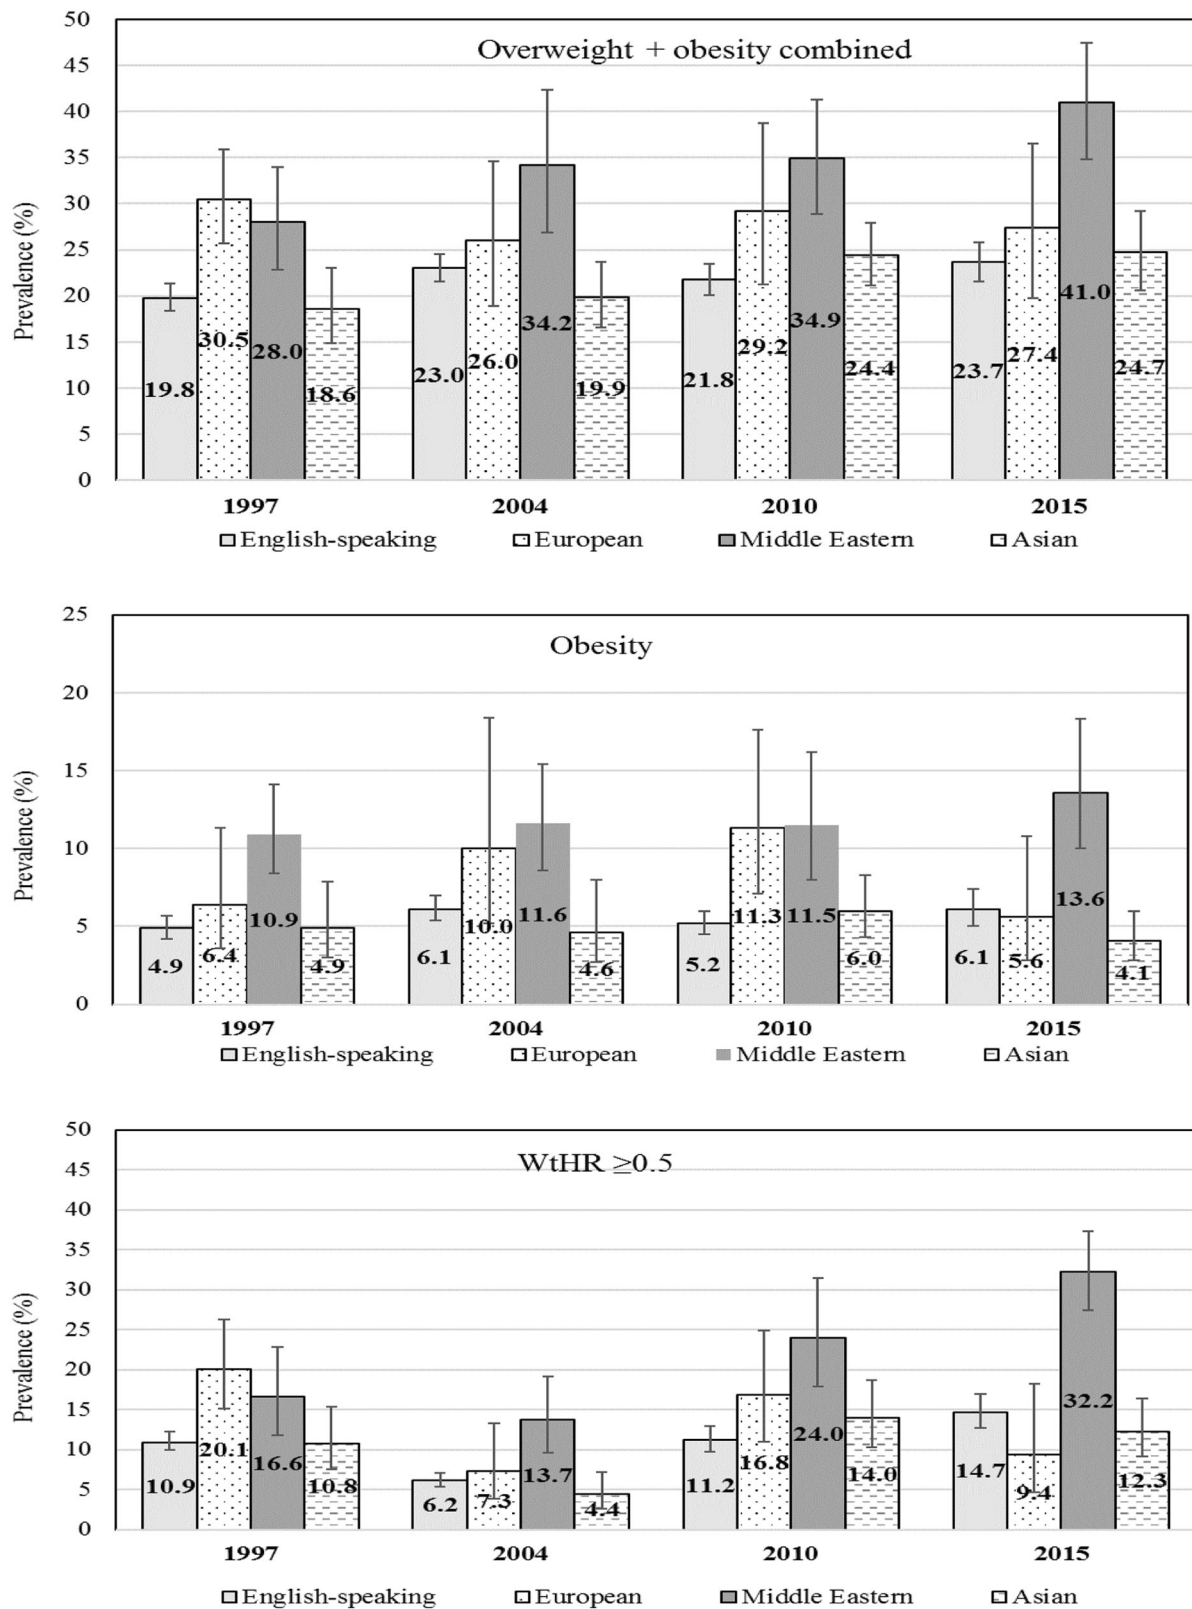 Overweight + obesity combined
Prevalence (%)
50
45
40
35
30
25
20
15
10
5
0
19.8 30.5 28.0 18.6 23.0 26.0 34.2 19.9 21.8 29.2 34.9 24.4 23.7 27.4 41.0 24.7
1997 2004 2010 2015
English-speaking European Middle Eastern Asian
Obesity
Prevalence (%)
25
20
15
10
5
0
4.9 6.4 10.9 4.9 6.1 10.0 11.6 4.6 5.2 11.3 11.5 6.0 6.1 5.6 13.6 4.1
1997 2004 2010 2015
English-speaking European Middle Eastern Asian
WtHR ≥0.5
Prevalence (%)
50
45
40
35
30
25
20
15
10
5
0
10.9 20.1 16.6 10.8 6.2 7.3 13.7 4.4 11.2 16.8 24.0 14.0 14.7 9.4 32.2 12.3
1997 2004 2010 2015
English-speaking European Middle Eastern Asian